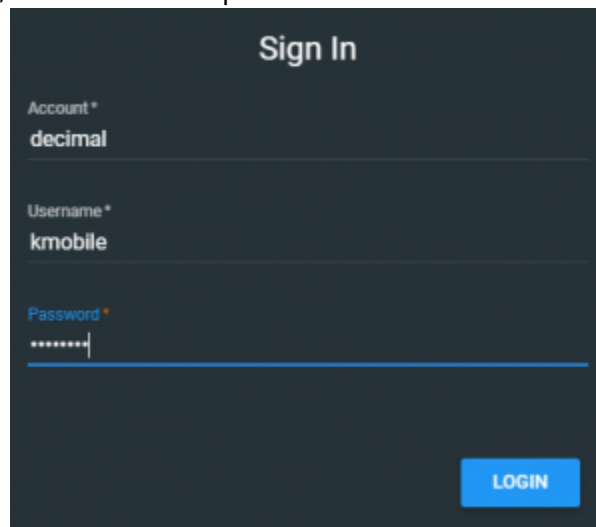 Sign In
Account*
decimal
Username*
kmobile
Password*
••••••••
LOGIN